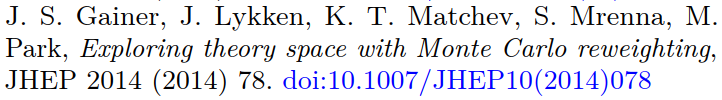 J. S. Gainer, J. Lykken, K. T. Matchev, S. Mrenna, M.
Park, Exploring theory space with Monte Carlo reweighting,
JHEP 2014 (2014) 78. doi:10.1007/JHEP10(2014)078